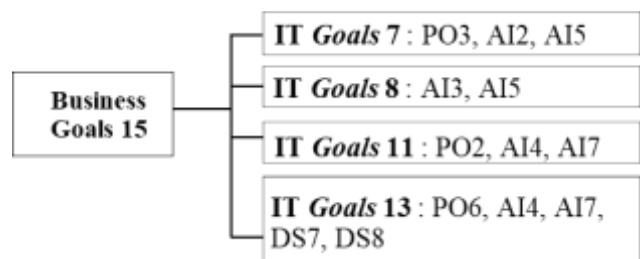 Business
Goals 15
IT Goals 7 : PO3, AI2, AI5
IT Goals 8 : AI3, AI5
IT Goals 11 : PO2, AI4, AI7
IT Goals 13 : PO6, AI4, AI7,
DS7, DS8